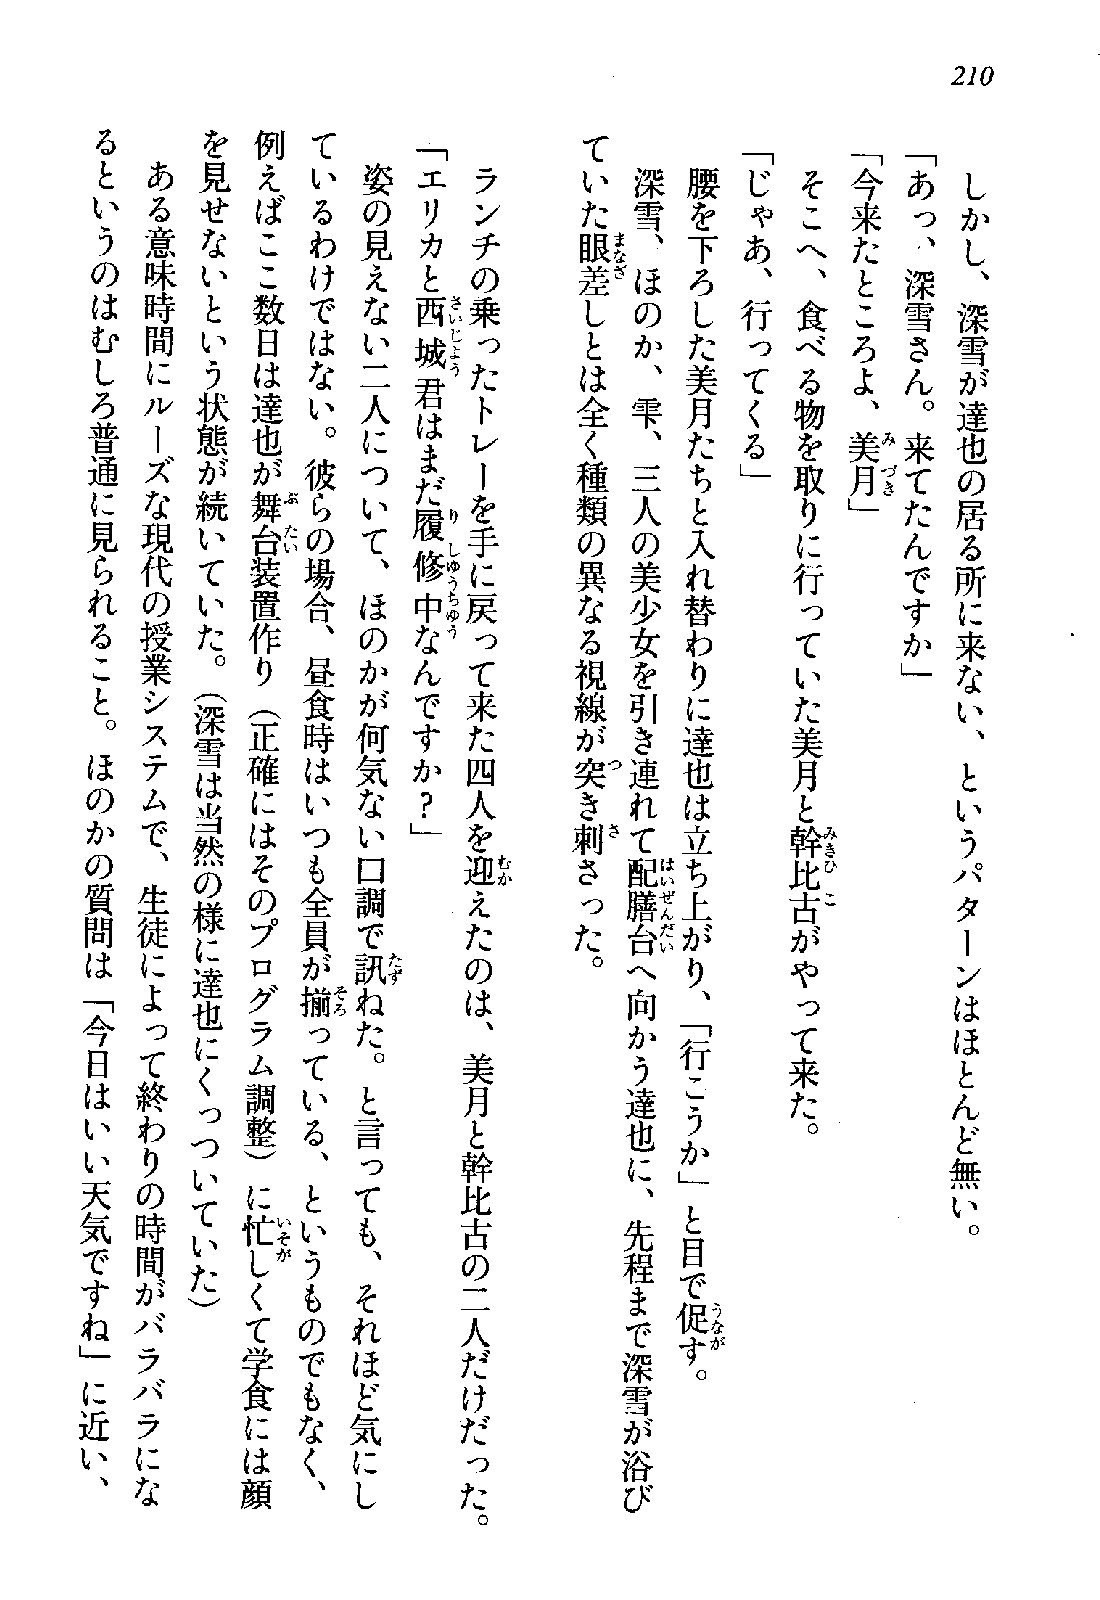 210
しかし、深雪が達也の居る所に来ない、というパターンはほとんど無い。
「あっ、深雪さん。来てたんですか」
「今来たところよ、美月」
そこへ、食べる物を取りに行っていた美月と幹比古がやって来た。
「じゃあ、行ってくる」
腰を下ろした美月たちと入れ替わりに達也は立ち上がり、「行こうか」と目で促す。
深雪、ほのか、雫、三人の美少女を引き連れて配膳台へ向かう達也に、先程まで深雪が浴び
ていた眼差しとは全く種類の異なる視線が突き刺さった。
ランチの乗ったトレーを手に戻って来た四人を迎えたのは、美月と幹比古の二人だけだった。
「エリカと西城君はまだ履修中なんですか？」
姿の見えない二人について、ほのかが何気ない口調で訊ねた。と言っても、それほど気にし
ているわけではない。彼らの場合、昼食時はいつも全員が揃っている、というものでもなく、
例えばここ数日は達也が舞台装置作り（正確にはそのプログラム調整）に忙しくて学食には顔
を見せないという状態が続いていた。（深雪は当然の様に達也にくっついていた）
ある意味時間にルーズな現代の授業システムで、生徒によって終わりの時間がバラバラにな
るというのはむしろ普通に見られること。ほのかの質問は「今日はいい天気ですね」に近い、